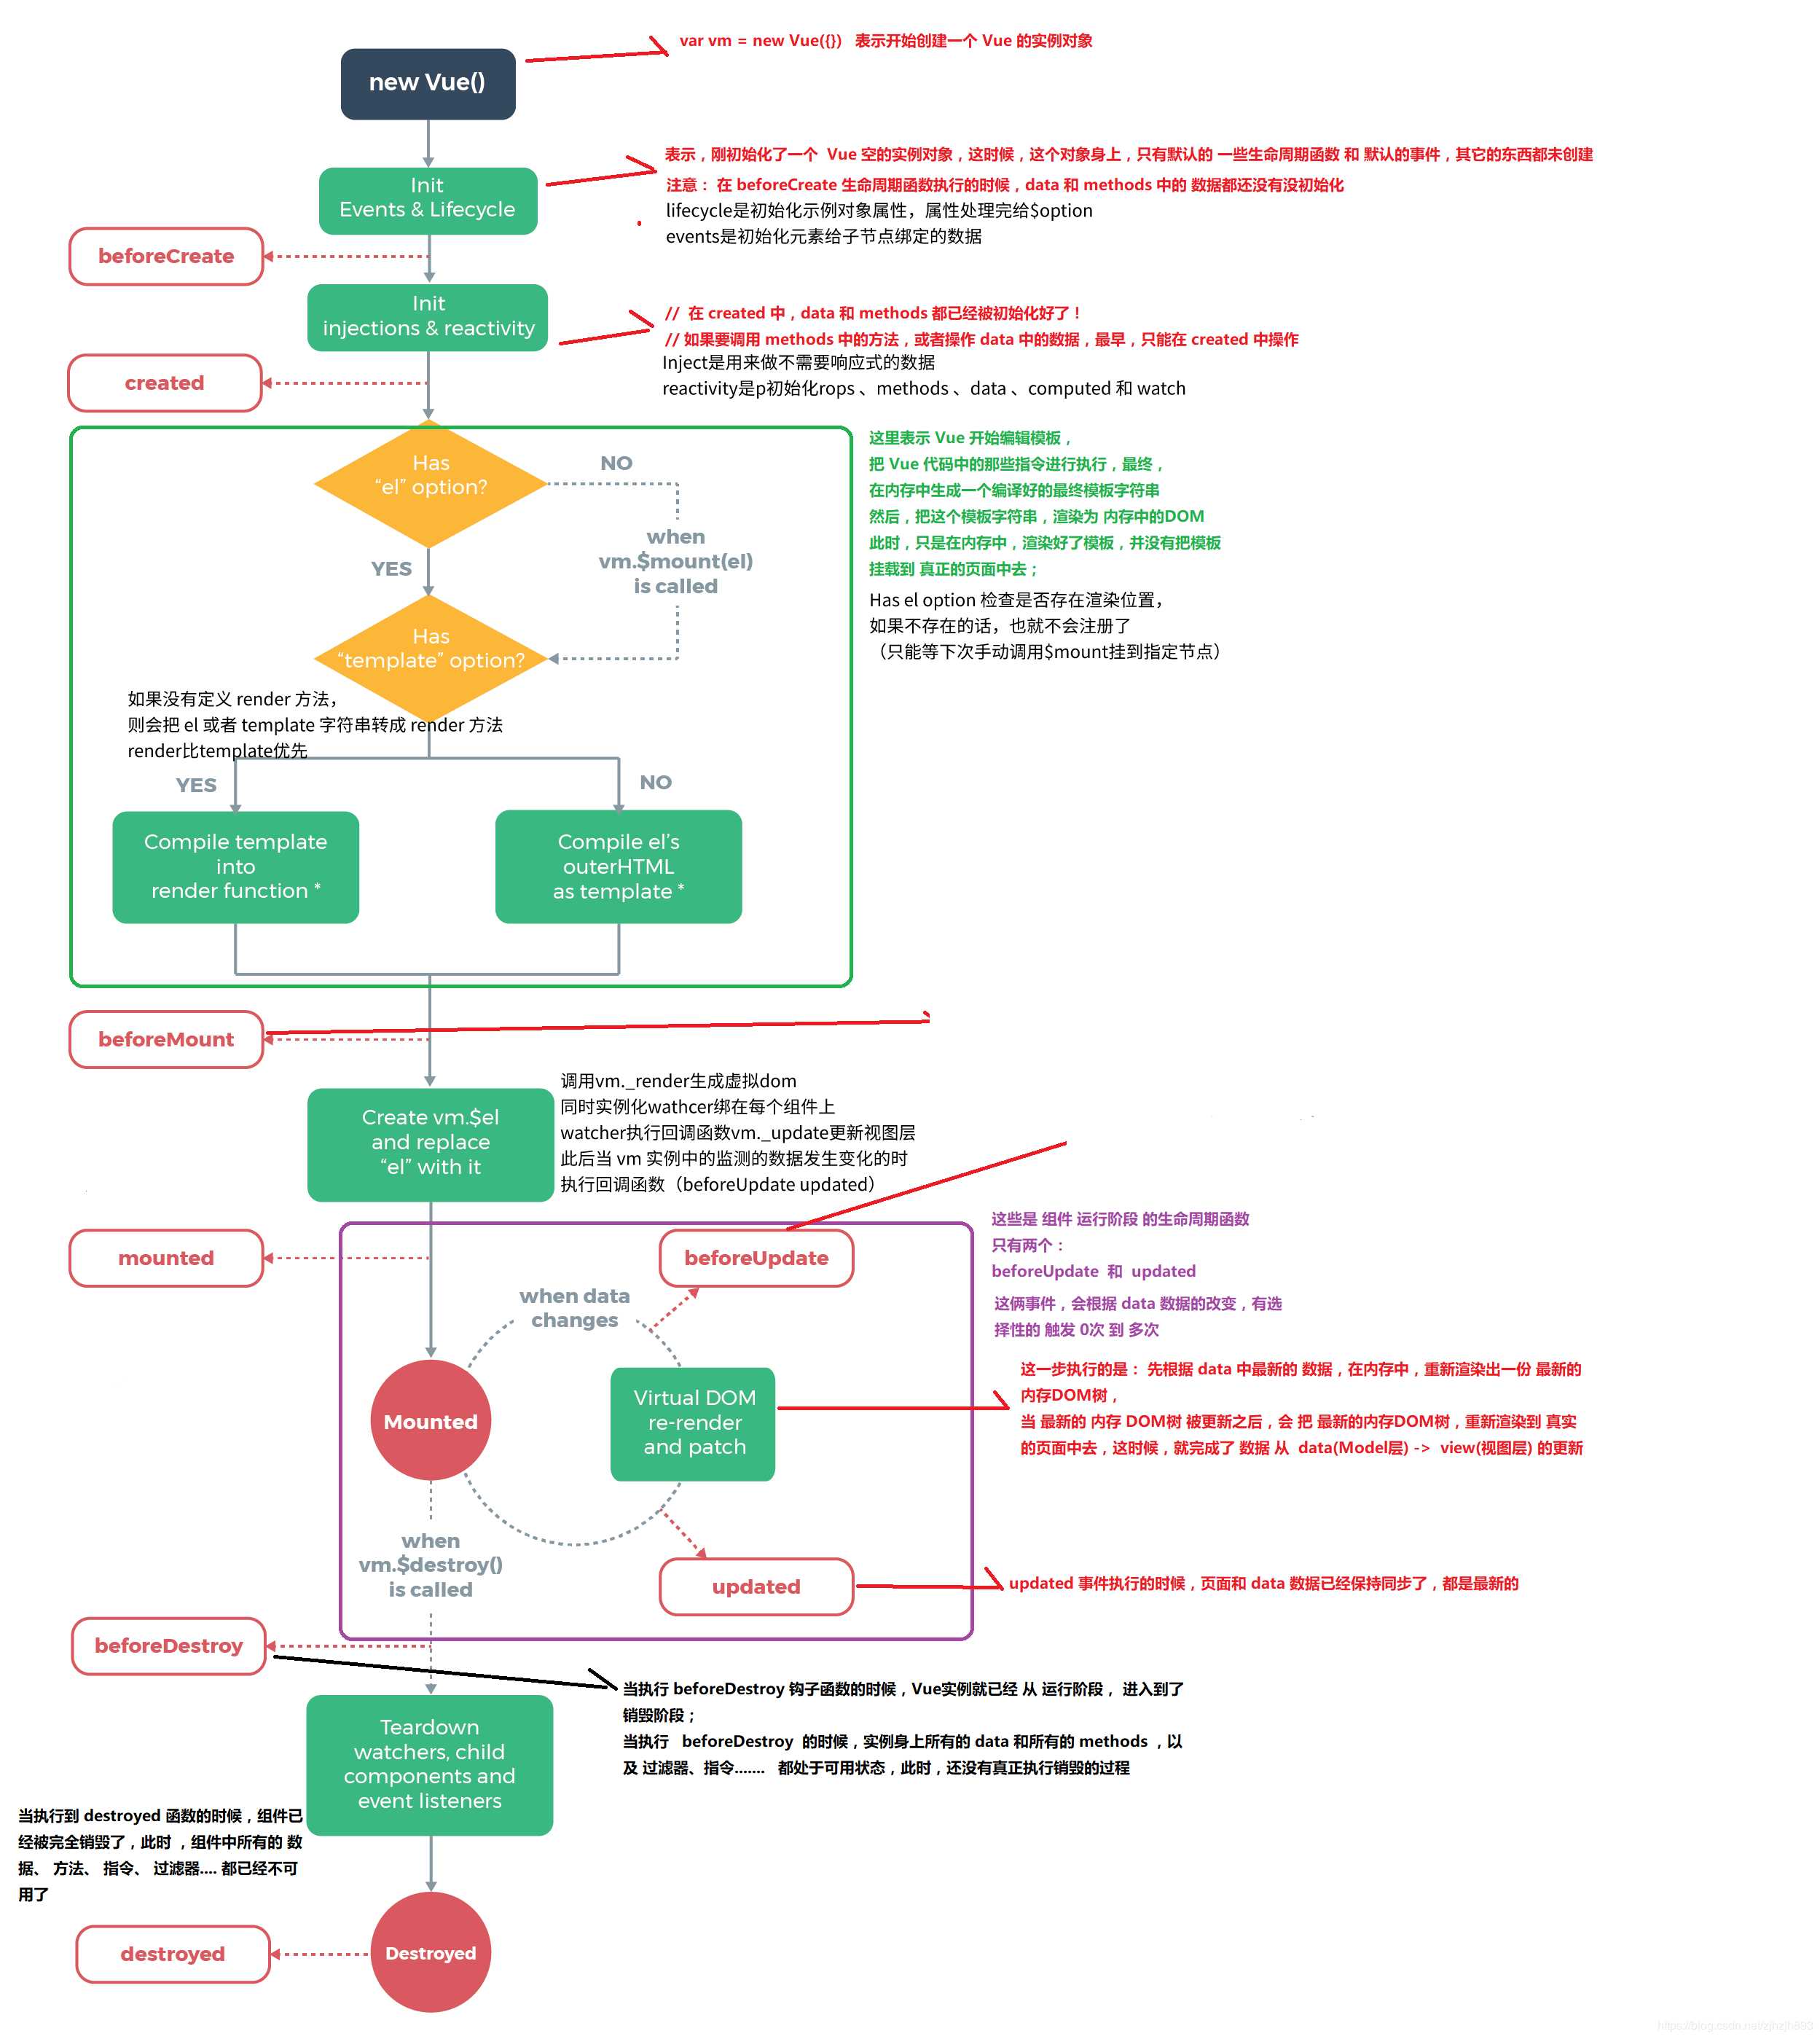 var vm = new Vue({}) 表示开始创建一个 Vue 的实例对象
new Vue()
表示，刚初始化了一个 Vue 空的实例对象，这时候，这个对象身上，只有默认的 一些生命周期函数 和 默认的事件，其它的东西都未创建
注意： 在 beforeCreate 生命周期函数执行的时候，data 和 methods 中的 数据都还没有没初始化
lifecycle是初始化示例对象属性，属性处理完给$option
events是初始化元素给子节点绑定的数据
Init
Events & Lifecycle
beforeCreate
Init
injections & reactivity
// 在 created 中，data 和 methods 都已经被初始化好了！
// 如果要调用 methods 中的方法，或者操作 data 中的数据，最早，只能在 created 中操作
Inject是用来做不需要响应式的数据
reactivity是p初始化rops 、methods 、data 、computed 和 watch
created
这里表示 Vue 开始编辑模板，
把 Vue 代码中的那些指令进行执行，最终，
在内存中生成一个编译好的最终模板字符串
然后，把这个模板字符串，渲染为 内存中的DOM
此时，只是在内存中，渲染好了模板，并没有把模板
挂载到 真正的页面中去；
Has el option 检查是否存在渲染位置，
如果不存在的话，也就不会注册了
（只能等下次手动调用$mount挂到指定节点）
Has
“el” option?
NO
when
vm.$mount(el)
is called
YES
Has
“template” option?
如果没有定义 render 方法，
则会把 el 或者 template 字符串转成 render 方法
render比template优先
YES
NO
Compile template
into
render function *
Compile el’s
outerHTML
as template *
beforeMount
Create vm.$el
and replace
“el” with it
调用vm._render生成虚拟dom
同时实例化wathcer绑在每个组件上
watcher执行回调函数vm._update更新视图层
此后当 vm 实例中的监测的数据发生变化的时
执行回调函数（beforeUpdate updated）
mounted
beforeUpdate
这些是 组件 运行阶段 的生命周期函数
只有两个：
beforeUpdate 和 updated
这俩事件，会根据 data 数据的改变，有选
择性的 触发 0次 到 多次
when data
changes
Mounted
Virtual DOM
re-render
and patch
这一步执行的是： 先根据 data 中最新的 数据，在内存中，重新渲染出一份 最新的
内存DOM树，
当 最新的 内存 DOM树 被更新之后，会 把 最新的内存DOM树，重新渲染到 真实
的页面中去，这时候，就完成了 数据 从 data(Model层) -> view(视图层) 的更新
when
vm.$destroy()
is called
updated
updated 事件执行的时候，页面和 data 数据已经保持同步了，都是最新的
beforeDestroy
当执行 beforeDestroy 钩子函数的时候，Vue实例就已经 从 运行阶段， 进入到了
销毁阶段；
当执行 beforeDestroy 的时候，实例身上所有的 data 和所有的 methods ，以
及 过滤器、指令....... 都处于可用状态，此时，还没有真正执行销毁的过程
Teardown
watchers, child
components and
event listeners
当执行到 destroyed 函数的时候，组件已
经被完全销毁了，此时 ，组件中所有的 数
据、 方法、 指令、 过滤器.... 都已经不可
用了
destroyed
Destroyed